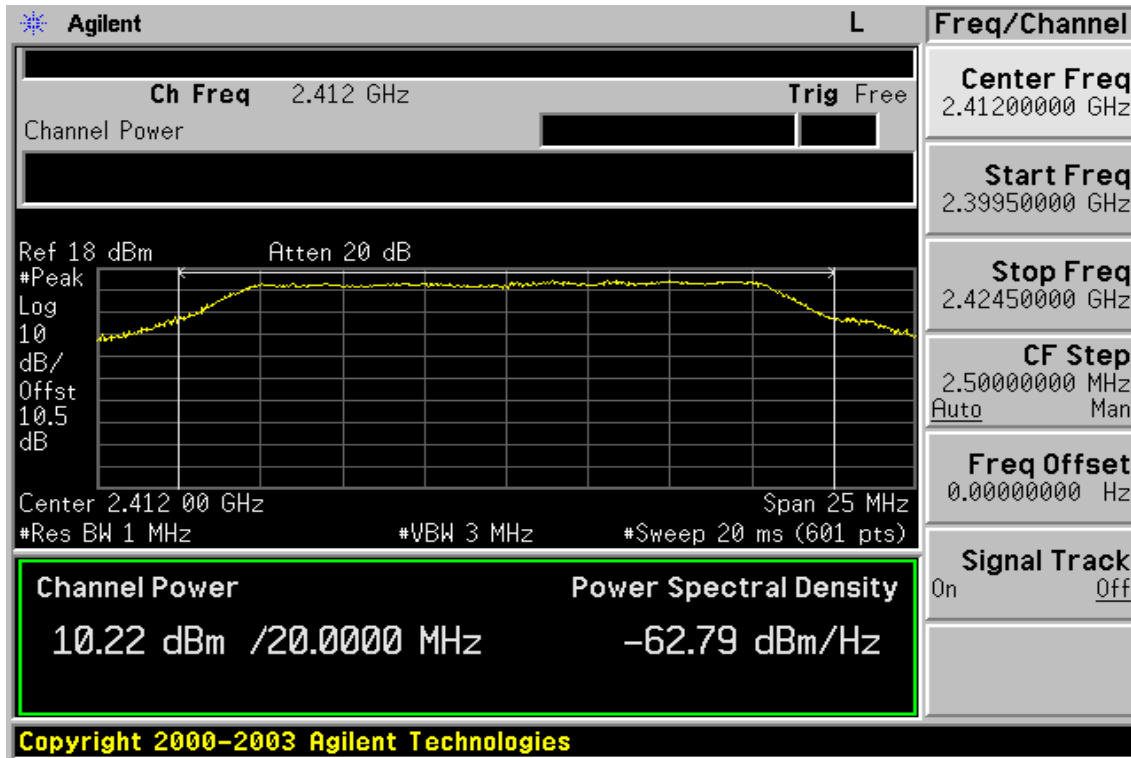 Agilent L
Freq/Channel
Ch Freq 2.412 GHz Trig Free
Channel Power
Ref 18 dBm Atten 20 dB
#Peak
Log
10
dB/
Offst
10.5
dB
Center 2.412 00 GHz Span 25 MHz
#Res BW 1 MHz #VBW 3 MHz #Sweep 20 ms (601 pts)
Channel Power Power Spectral Density
10.22 dBm /20.0000 MHz -62.79 dBm/Hz
Copyright 2000-2003 Agilent Technologies
Center Freq
2.41200000 GHz
Start Freq
2.39950000 GHz
Stop Freq
2.42450000 GHz
CF Step
2.50000000 MHz
Auto Man
Freq Offset
0.00000000 Hz
Signal Track
On Off